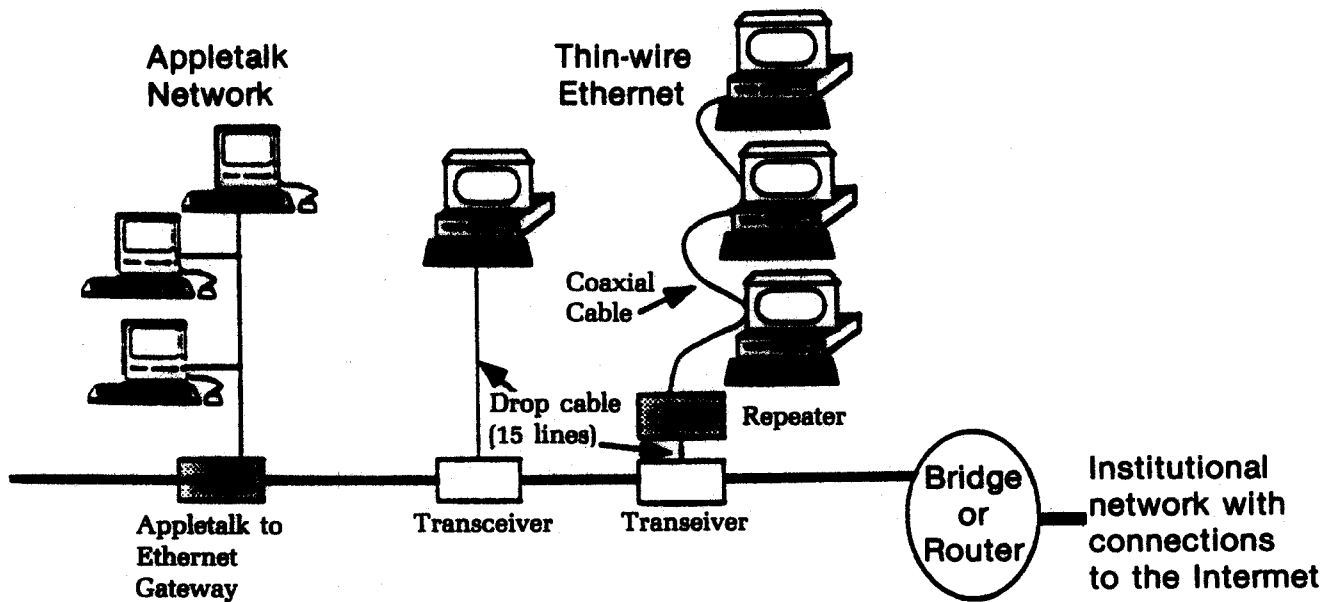 Appletalk
Network
Thin-wire
Ethernet
Coaxial
Cable
Drop cable
(15 lines)
Repeater
Appletalk to
Ethernet
Gateway
Transceiver
Transeiver
Bridge
or
Router
Institutional
network with
connections
to the Intermet